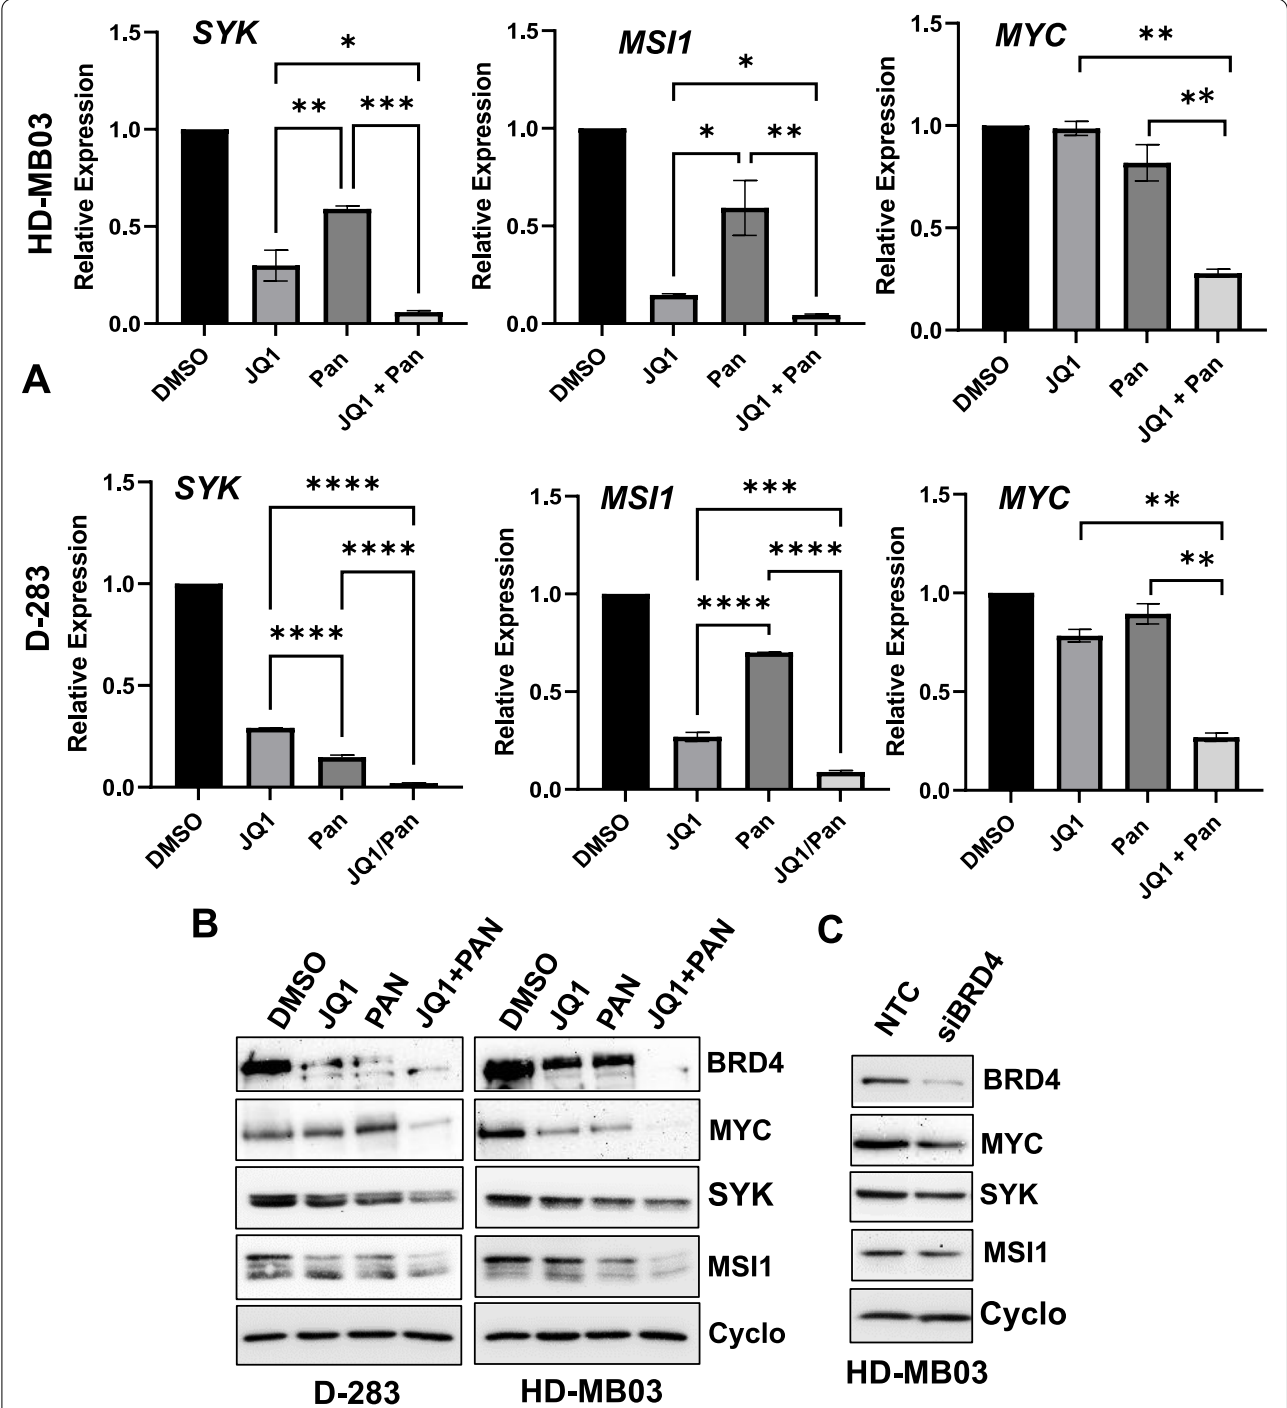 HD-MB03
SYK
* ** ***
Relative Expression
1.5
1.0
0.5
0.0
DMSO JQ1 Pan JQ1 + Pan
MSI1
* * **
Relative Expression
1.5
1.0
0.5
0.0
DMSO JQ1 Pan JQ1 + Pan
MYC
** **
Relative Expression
1.5
1.0
0.5
0.0
DMSO JQ1 Pan JQ1 + Pan
A
D-283
SYK
**** **** ****
Relative Expression
1.5
1.0
0.5
0.0
DMSO JQ1 Pan JQ1/Pan
MSI1
*** **** ****
Relative Expression
1.5
1.0
0.5
0.0
DMSO JQ1 Pan JQ1/Pan
MYC
** **
Relative Expression
1.5
1.0
0.5
0.0
DMSO JQ1 Pan JQ1 + Pan
B
DMSO JQ1 PAN JQ1+PAN
DMSO JQ1 PAN JQ1+PAN
BRD4
MYC
SYK
MSI1
Cyclo
D-283
HD-MB03
C
NTC siBRD4
BRD4
MYC
SYK
MSI1
Cyclo
HD-MB03